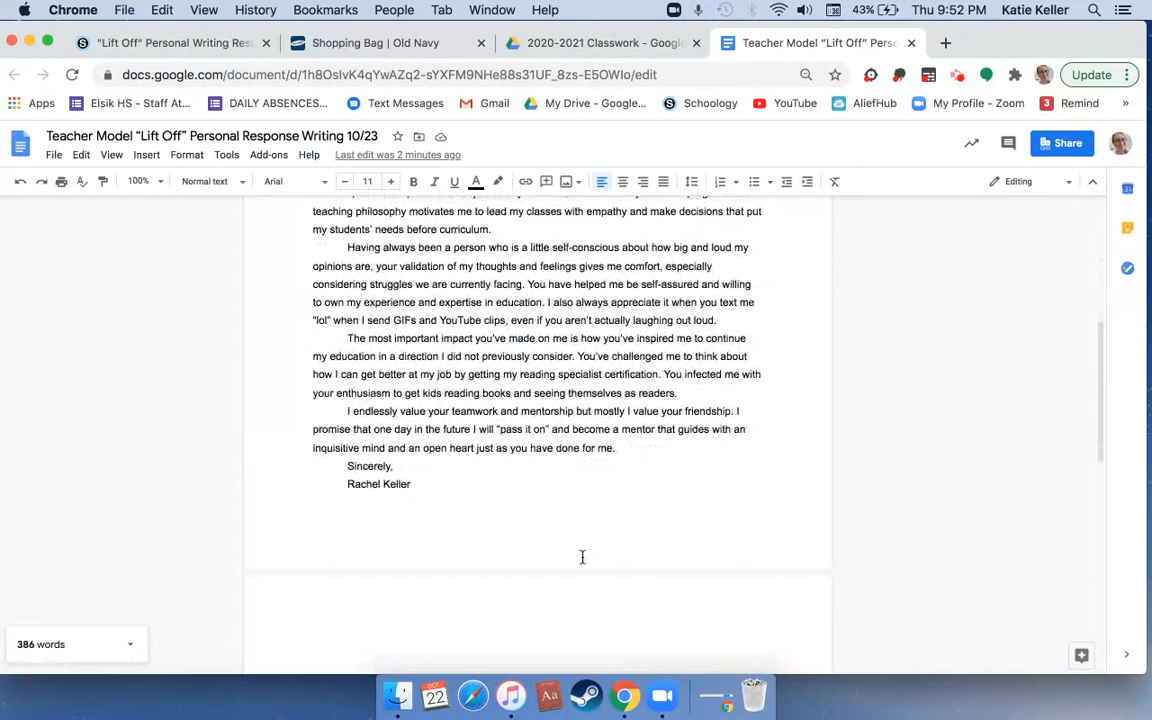 Chrome File Edit View History Bookmarks People Tab Window Help 43% Thu 9:52 PM Katie Keller
"Lift Off" Personal Writing Res Shopping Bag | Old Navy 2020-2021 Classwork - Google Teacher Model “Lift Off” Perso
docs.google.com/document/d/1h8OsIvK4qYwAZq2-sYXFM9NHe88s31UF_8zs-E5OWIo/edit Update
Apps Elsik HS - Staff At... DAILY ABSENCES... Text Messages Gmail My Drive - Google... Schoology YouTube AliefHub My Profile - Zoom 3 Remind »
Teacher Model “Lift Off” Personal Response Writing 10/23 Share
File Edit View Insert Format Tools Add-ons Help Last edit was 2 minutes ago
100% Normal text Arial 11 B I U A Editing
teaching philosophy motivates me to lead my classes with empathy and make decisions that put
my students’ needs before curriculum.
Having always been a person who is a little self-conscious about how big and loud my
opinions are, your validation of my thoughts and feelings gives me comfort, especially
considering struggles we are currently facing. You have helped me be self-assured and willing
to own my experience and expertise in education. I also always appreciate it when you text me
“lol” when I send GIFs and YouTube clips, even if you aren’t actually laughing out loud.
The most important impact you’ve made on me is how you’ve inspired me to continue
my education in a direction I did not previously consider. You’ve challenged me to think about
how I can get better at my job by getting my reading specialist certification. You infected me with
your enthusiasm to get kids reading books and seeing themselves as readers.
I endlessly value your teamwork and mentorship but mostly I value your friendship. I
promise that one day in the future I will “pass it on” and become a mentor that guides with an
inquisitive mind and an open heart just as you have done for me.
Sincerely,
Rachel Keller
386 words
OCT
22
Aa